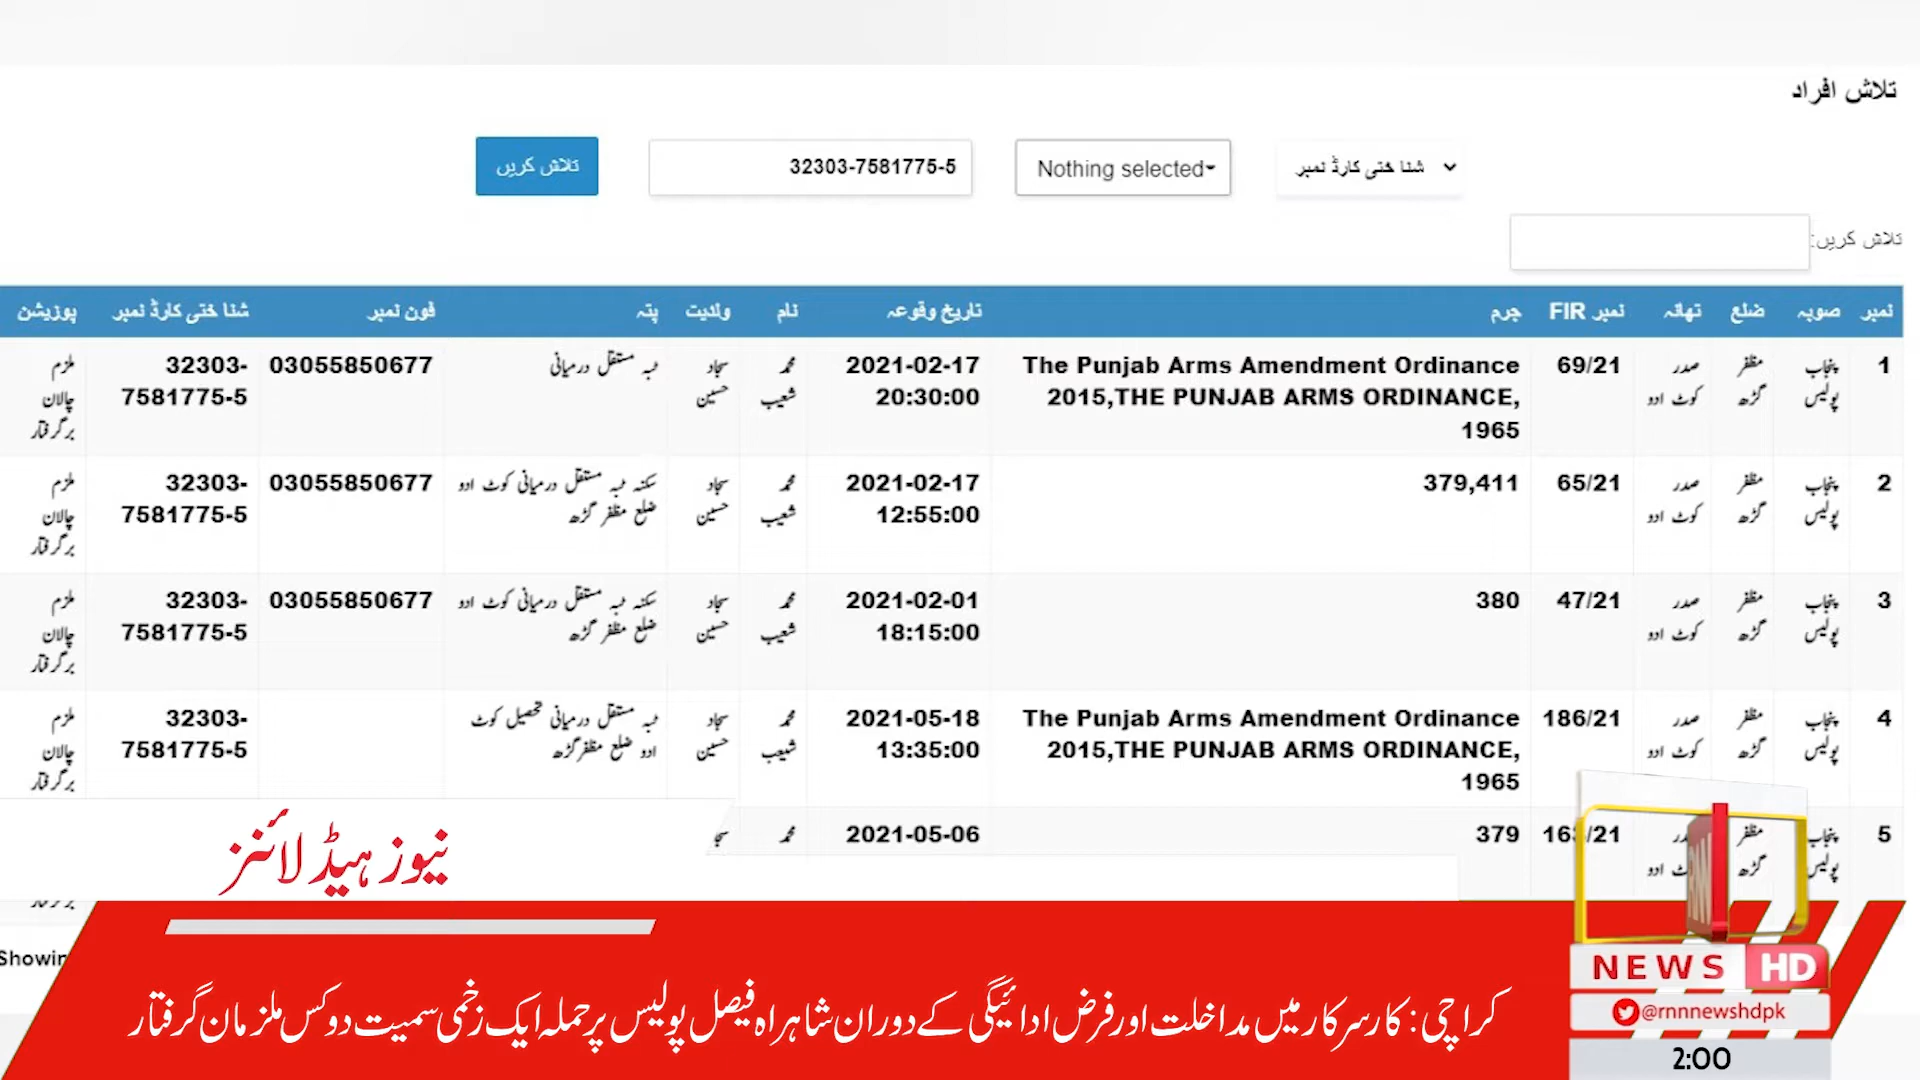 تلاش افراد
شناختی کارڈ نمبر
Nothing selected
32303-7581775-5
تلاش کریں
تلاش کریں:
نمبر صوبہ ضلع تھانہ نمبر FIR جرم تاریخ وقوعہ نام ولدیت پتہ فون نمبر شناختی کارڈ نمبر پوزیشن
1 پنجاب پولیس مظفر گڑھ صدر کوٹ ادو 69/21 The Punjab Arms Amendment Ordinance 2015,THE PUNJAB ARMS ORDINANCE, 1965 2021-02-17 20:30:00 محمد شعیب سجاد حسین ٹبہ مستقل درمیانی 03055850677 32303-7581775-5 ملزم چالان برگرفتار
2 پنجاب پولیس مظفر گڑھ صدر کوٹ ادو 65/21 379,411 2021-02-17 12:55:00 محمد شعیب سجاد حسین سکنہ ٹبہ مستقل درمیانی کوٹ ادو ضلع مظفر گڑھ 03055850677 32303-7581775-5 ملزم چالان برگرفتار
3 پنجاب پولیس مظفر گڑھ صدر کوٹ ادو 47/21 380 2021-02-01 18:15:00 محمد شعیب سجاد حسین سکنہ ٹبہ مستقل درمیانی کوٹ ادو ضلع مظفر گڑھ 03055850677 32303-7581775-5 ملزم چالان برگرفتار
4 پنجاب پولیس مظفر گڑھ صدر کوٹ ادو 186/21 The Punjab Arms Amendment Ordinance 2015,THE PUNJAB ARMS ORDINANCE, 1965 2021-05-18 13:35:00 محمد شعیب سجاد حسین ٹبہ مستقل درمیانی تحصیل کوٹ ادو ضلع مظفرگڑھ 32303-7581775-5 ملزم چالان برگرفتار
5 پنجاب پولیس مظفر گڑھ 379 2021-05-06 محمد
نیوز ہیڈ لائنز
کراچی: کار سرکار میں مداخلت اور فرض ادائیگی کے دوران شاہراہ فیصل پولیس پر حملہ ایک زخمی سمیت دو کس ملزمان گرفتار
NEWS HD
@rnnnewshdpk
2:00